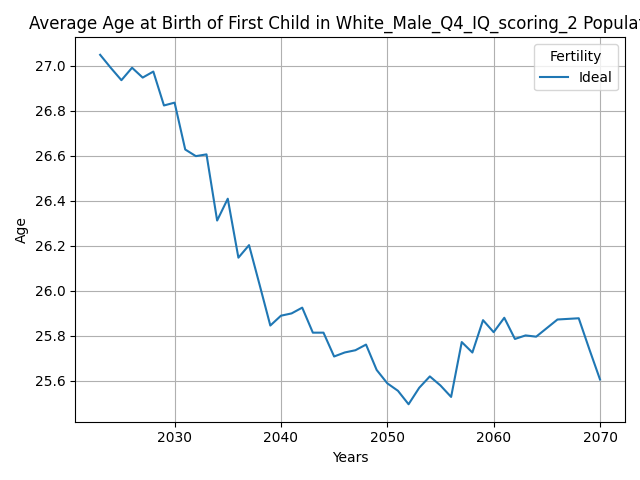 Average Age at Birth of First Child in White_Male_Q4_IQ_scoring_2 Populat
Fertility
Ideal
27.0
26.8
26.6
26.4
26.2
26.0
25.8
25.6
Age
2030 2040 2050 2060 2070
Years